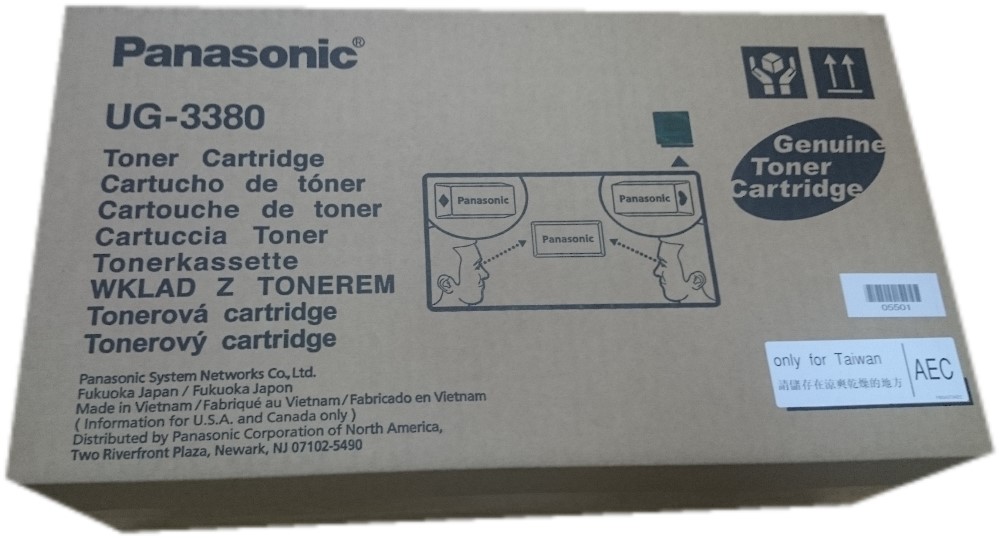 Panasonic®
UG-3380
Toner Cartridge
Cartucho de tóner
Cartouche de toner
Cartuccia Toner
Tonerkassette
WKLAD Z TONEREM
Tonerová cartridge
Tonerový cartridge
Panasonic System Networks Co., Ltd.
Fukuoka Japan / Fukuoka Japon
Made in Vietnam / Fabriqué au Vietnam / Fabricado en Vietnam
( Information for U.S.A. and Canada only )
Distributed by Panasonic Corporation of North America,
Two Riverfront Plaza, Newark, NJ 07102-5490
Panasonic
Panasonic
Panasonic
Genuine
Toner
Cartridge
05501
only for Taiwan
請儲存在涼爽乾燥的地方
AEC